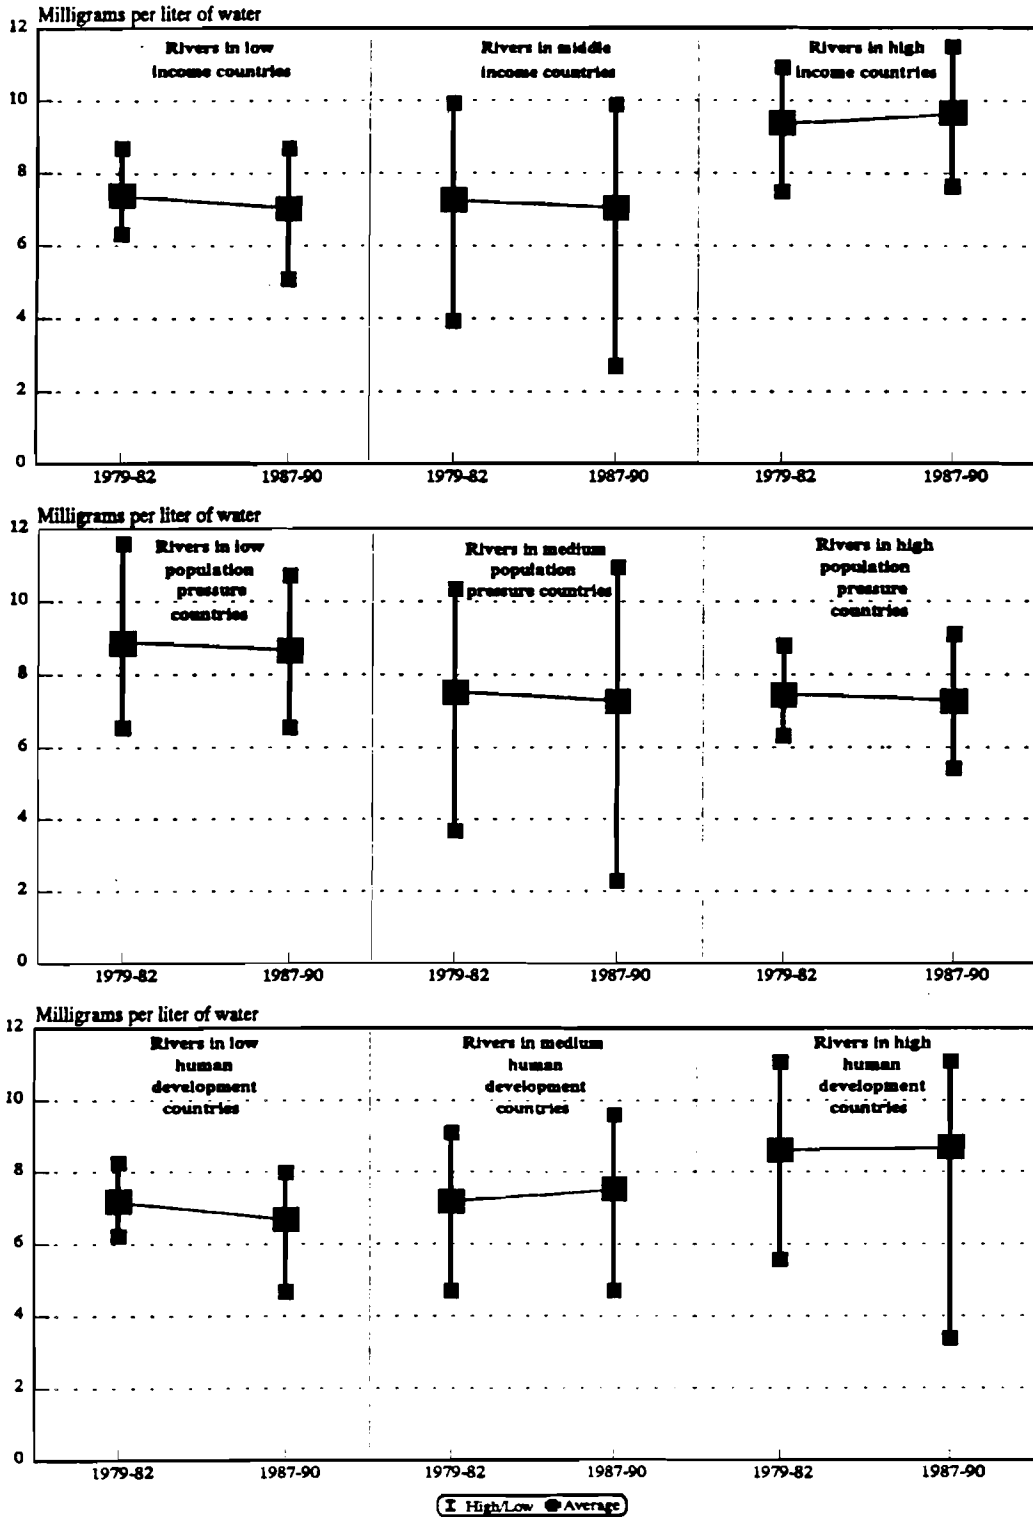 Milligrams per liter of water
12
10
8
6
4
2
0
Rivers in low
income countries
Rivers in middle
income countries
Rivers in high
income countries
1979-82
1987-90
1979-82
1987-90
1979-82
1987-90
Milligrams per liter of water
12
10
8
6
4
2
0
Rivers in low
population
pressure
countries
Rivers in medium
population
pressure countries
Rivers in high
population
pressure
countries
1979-82
1987-90
1979-82
1987-90
1979-82
1987-90
Milligrams per liter of water
12
10
8
6
4
2
0
Rivers in low
human
development
countries
Rivers in medium
human
development
countries
Rivers in high
human
development
countries
1979-82
1987-90
1979-82
1987-90
1979-82
1987-90
High/Low Average